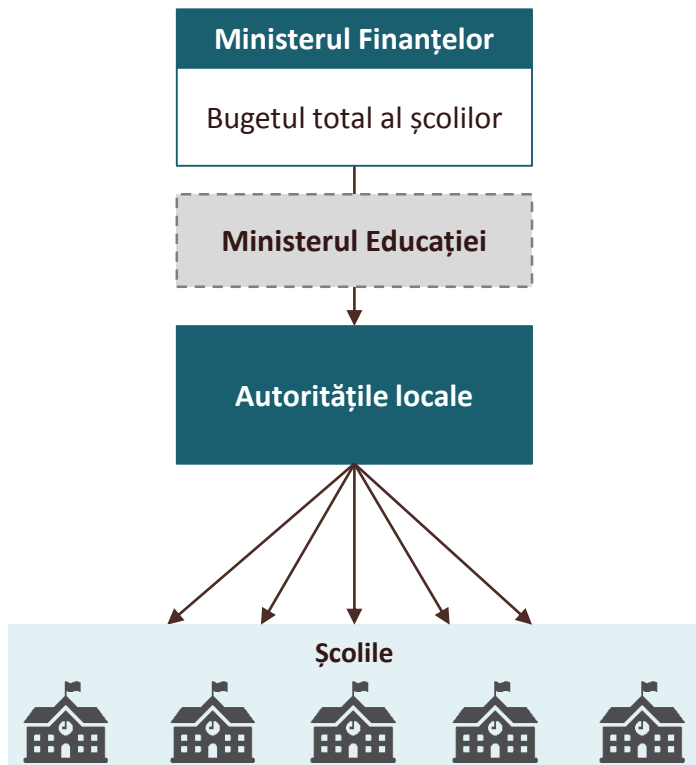 Ministerul Finanțelor
Bugetul total al școlilor
Ministerul Educației
Autoritățile locale
Școlile